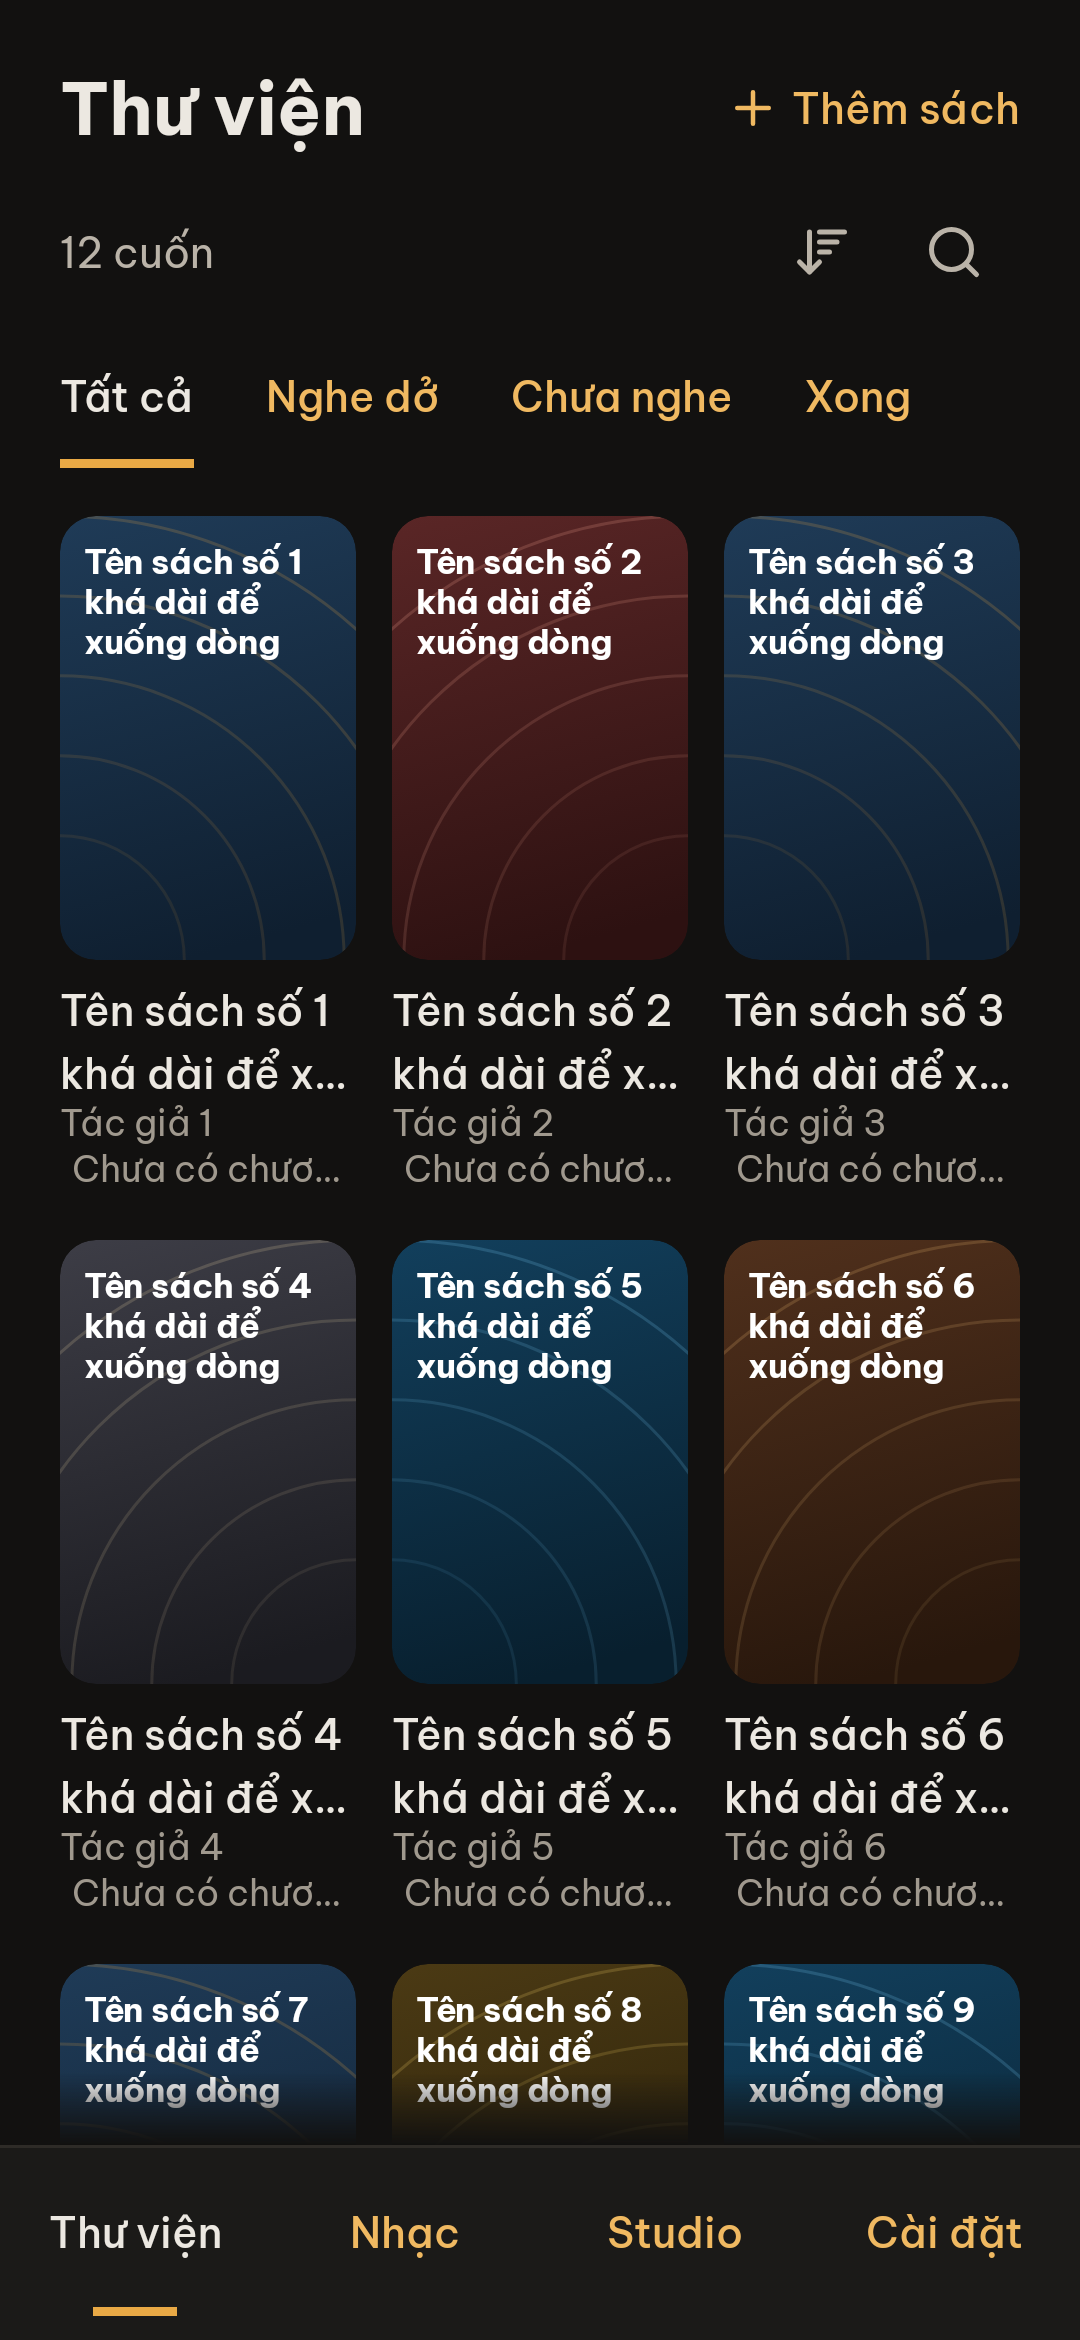 Thư viện
Thêm sách
12 cuốn
Tất cả Nghe dở Chưa nghe Xong
Tên sách số 1
khá dài để
xuống dòng
Tên sách số 2
khá dài để
xuống dòng
Tên sách số 3
khá dài để
xuống dòng
Tên sách số 1
khá dài để x...
Tác giả 1
Chưa có chươ...
Tên sách số 2
khá dài để x...
Tác giả 2
Chưa có chươ...
Tên sách số 3
khá dài để x...
Tác giả 3
Chưa có chươ...
Tên sách số 4
khá dài để
xuống dòng
Tên sách số 5
khá dài để
xuống dòng
Tên sách số 6
khá dài để
xuống dòng
Tên sách số 4
khá dài để x...
Tác giả 4
Chưa có chươ...
Tên sách số 5
khá dài để x...
Tác giả 5
Chưa có chươ...
Tên sách số 6
khá dài để x...
Tác giả 6
Chưa có chươ...
Tên sách số 7
khá dài để
xuống dòng
Tên sách số 8
khá dài để
xuống dòng
Tên sách số 9
khá dài để
xuống dòng
Thư viện Nhạc Studio Cài đặt